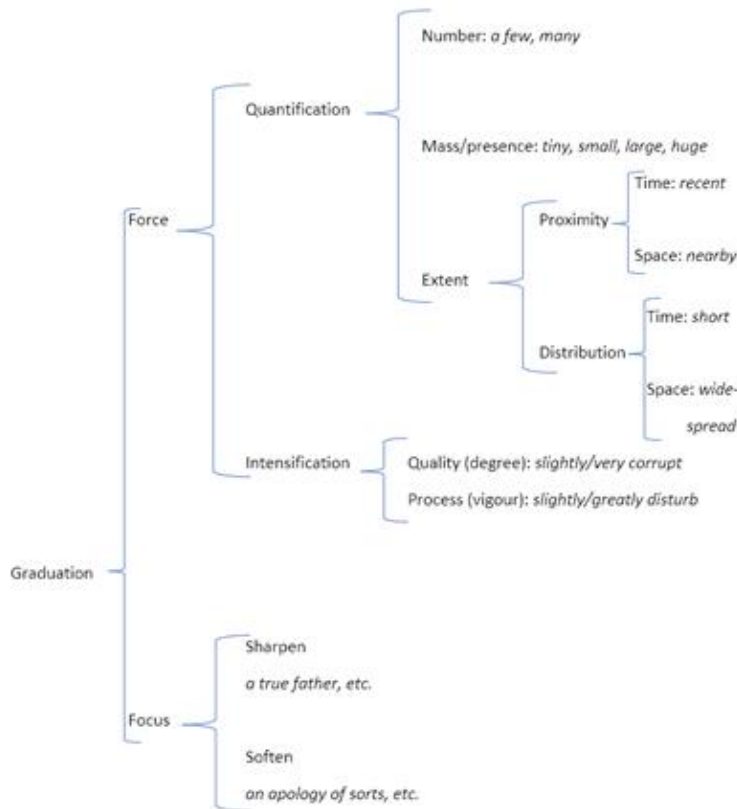 Number: a few, many
Quantification
Mass/presence: tiny, small, large, huge
Time: recent
Force
Proximity
Space: nearby
Extent
Time: short
Distribution
Space: wide-
spread
Intensification
Quality (degree): slightly/very corrupt
Process (vigour): slightly/greatly disturb
Graduation
Sharpen
a true father, etc.
Focus
Soften
an apology of sorts, etc.